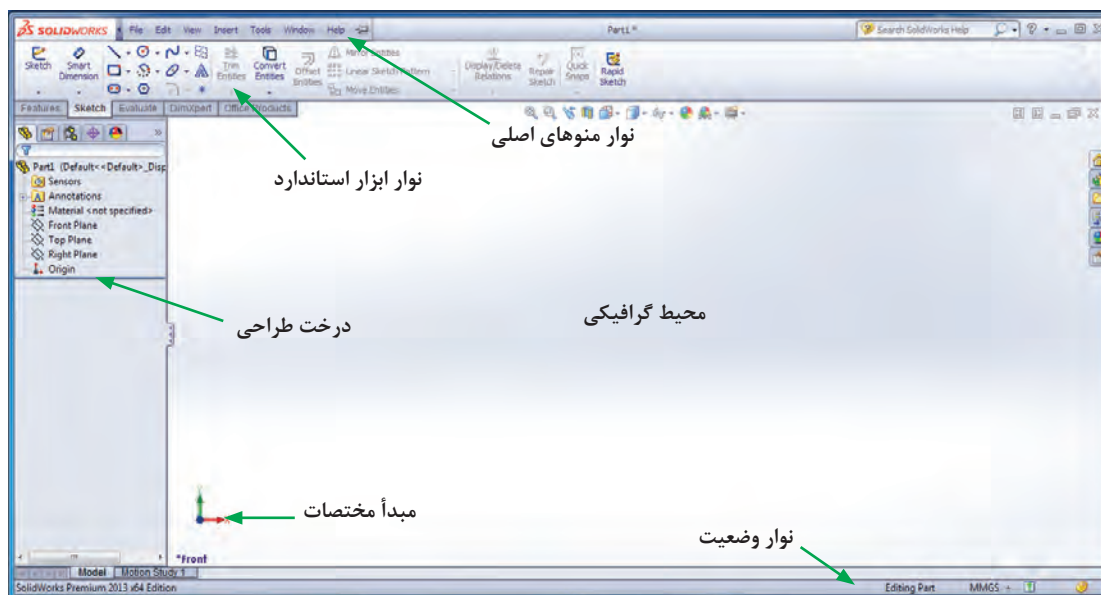 SOLIDWORKS File Edit View Insert Tools Window Help Part1 * Search SolidWorks Help
Sketch Smart Dimension Trim Entities Convert Entities Offset Entities Mirror Entities Linear Sketch Pattern Move Entities Display/Delete Relations Repair Sketch Quick Snaps Rapid Sketch
Features Sketch Evaluate DimXpert Office Products
نوار منوهای اصلی
نوار ابزار استاندارد
Part1 (Default<<Default>_Disp
Sensors
Annotations
Material <not specified>
Front Plane
Top Plane
Right Plane
Origin
محیط گرافیکی
درخت طراحی
مبدأ مختصات
نوار وضعیت
*Front
Model Motion Study 1
SolidWorks Premium 2013 x64 Edition Editing Part MMGS